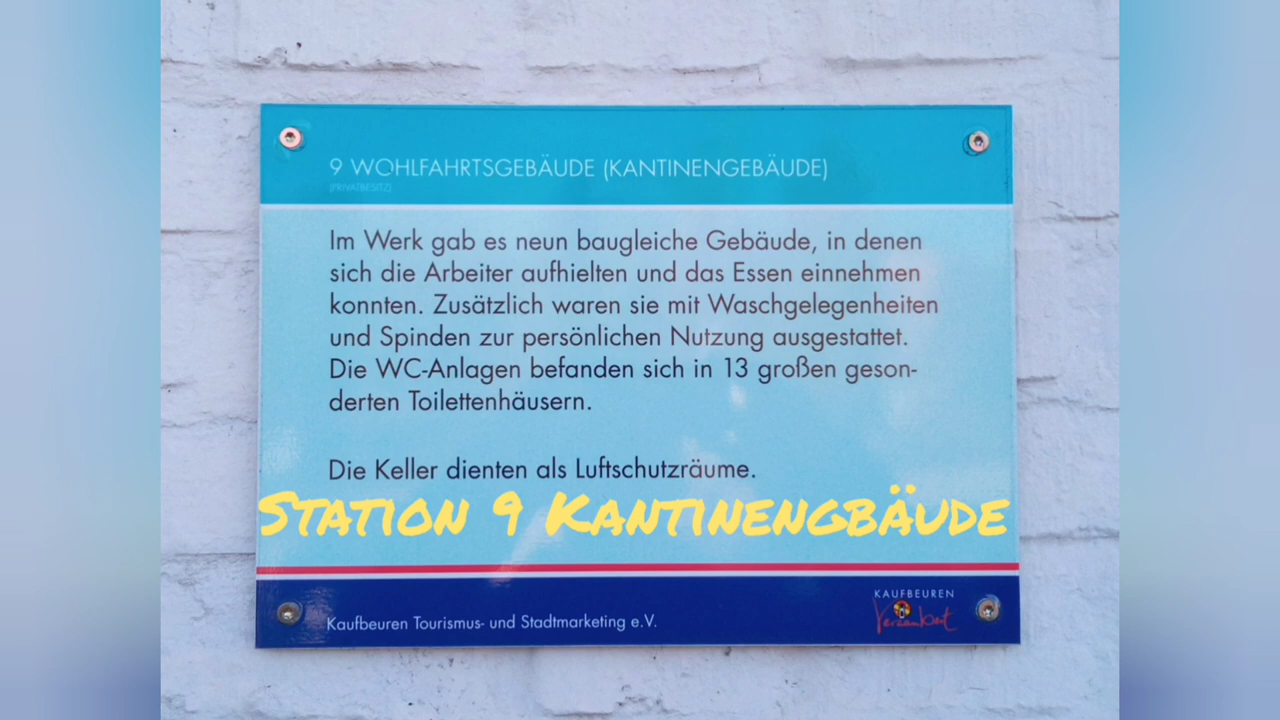 9 WOHLFAHRTSGEBÄUDE (KANTINENGEBÄUDE)
(PRIVATBESITZ)
Im Werk gab es neun baugleiche Gebäude, in denen
sich die Arbeiter aufhielten und das Essen einnehmen
konnten. Zusätzlich waren sie mit Waschgelegenheiten
und Spinden zur persönlichen Nutzung ausgestattet.
Die WC-Anlagen befanden sich in 13 großen geson-
derten Toilettenhäusern.
Die Keller dienten als Luftschutzräume.
STATION 9 KANTINENGBÄUDE
KAUFBEUREN
Verzaubert
Kaufbeuren Tourismus- und Stadtmarketing e.V.